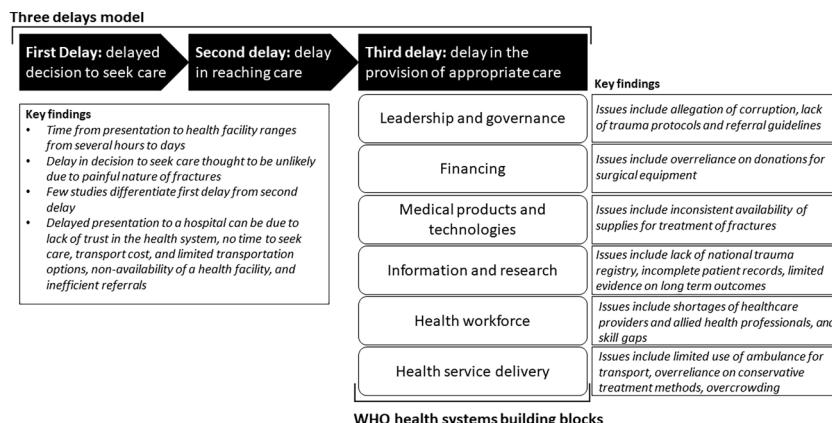 Three delays model
First Delay: delayed
decision to seek care
Second delay: delay
in reaching care
Third delay: delay in the
provision of appropriate care
Key findings
• Time from presentation to health facility ranges
from several hours to days
• Delay in decision to seek care thought to be unlikely
due to painful nature of fractures
• Few studies differentiate first delay from second
delay
• Delayed presentation to a hospital can be due to
lack of trust in the health system, no time to seek
care, transport cost, and limited transportation
options, non-availability of a health facility, and
inefficient referrals
Key findings
Leadership and governance
Issues include allegation of corruption, lack
of trauma protocols and referral guidelines
Financing
Issues include overreliance on donations for
surgical equipment
Medical products and
technologies
Issues include inconsistent availability of
supplies for treatment of fractures
Information and research
Issues include lack of national trauma
registry, incomplete patient records, limited
evidence on long term outcomes
Health workforce
Issues include shortages of healthcare
providers and allied health professionals, and
skill gaps
Health service delivery
Issues include limited use of ambulance for
transport, overreliance on conservative
treatment methods, overcrowding
WHO health systems building blocks